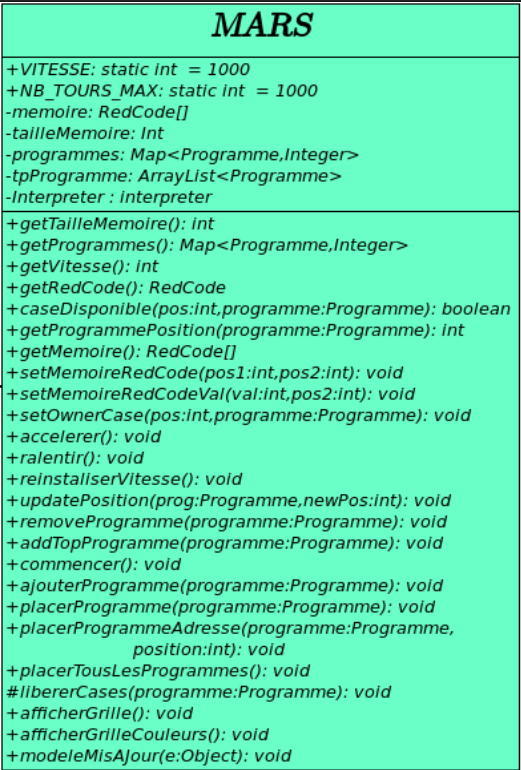 MARS
+VITESSE: static int = 1000
+NB_TOURS_MAX: static int = 1000
-memoire: RedCode[]
-tailleMemoire: Int
-programmes: Map<Programme,Integer>
-tpProgramme: ArrayList<Programme>
-Interpreter : interpreter
+getTailleMemoire(): int
+getProgrammes(): Map<Programme,Integer>
+getVitesse(): int
+getRedCode(): RedCode
+caseDisponible(pos:int,programme:Programme): boolean
+getProgrammePosition(programme:Programme): int
+getMemoire(): RedCode[]
+setMemoireRedCode(pos1:int,pos2:int): void
+setMemoireRedCodeVal(val:int,pos2:int): void
+setOwnerCase(pos:int,programme:Programme): void
+accelerer(): void
+ralentir(): void
+reinstaliserVitesse(): void
+updatePosition(prog:Programme,newPos:int): void
+removeProgramme(programme:Programme): void
+addTopProgramme(programme:Programme): void
+commencer(): void
+ajouterProgramme(programme:Programme): void
+placerProgramme(programme:Programme): void
+placerProgrammeAdresse(programme:Programme,
position:int): void
+placerTousLesProgrammes(): void
#libererCases(programme:Programme): void
+afficherGrille(): void
+afficherGrilleCouleurs(): void
+modeleMisAJour(e:Object): void